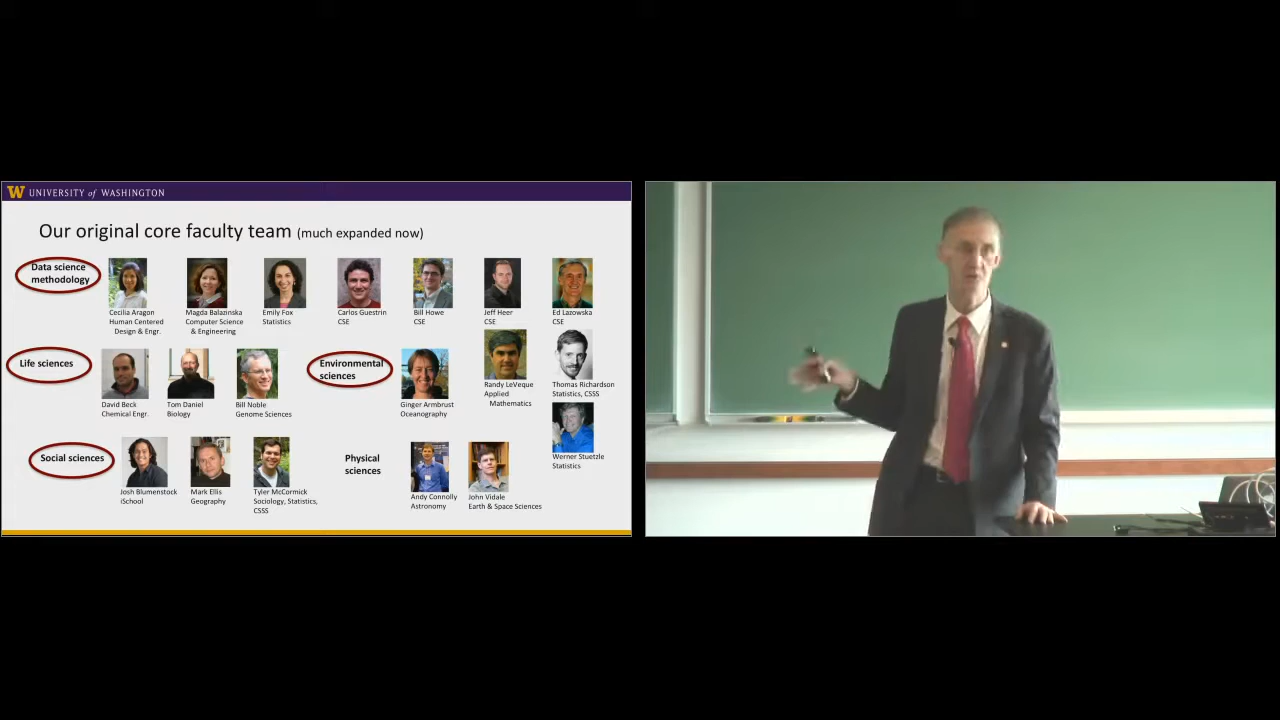 W UNIVERSITY of WASHINGTON
Our original core faculty team (much expanded now)
Data science
methodology
Cecilia Aragon
Human Centered
Design & Engr.
Magda Balazinska
Computer Science
& Engineering
Emily Fox
Statistics
Carlos Guestrin
CSE
Bill Howe
CSE
Jeff Heer
CSE
Ed Lazowska
CSE
Randy LeVeque
Applied
Mathematics
Thomas Richardson
Statistics, CSSS
Werner Stuetzle
Statistics
Life sciences
David Beck
Chemical Engr.
Tom Daniel
Biology
Bill Noble
Genome Sciences
Environmental
sciences
Ginger Armbrust
Oceanography
Social sciences
Josh Blumenstock
iSchool
Mark Ellis
Geography
Tyler McCormick
Sociology, Statistics,
CSSS
Physical
sciences
Andy Connolly
Astronomy
John Vidale
Earth & Space Sciences